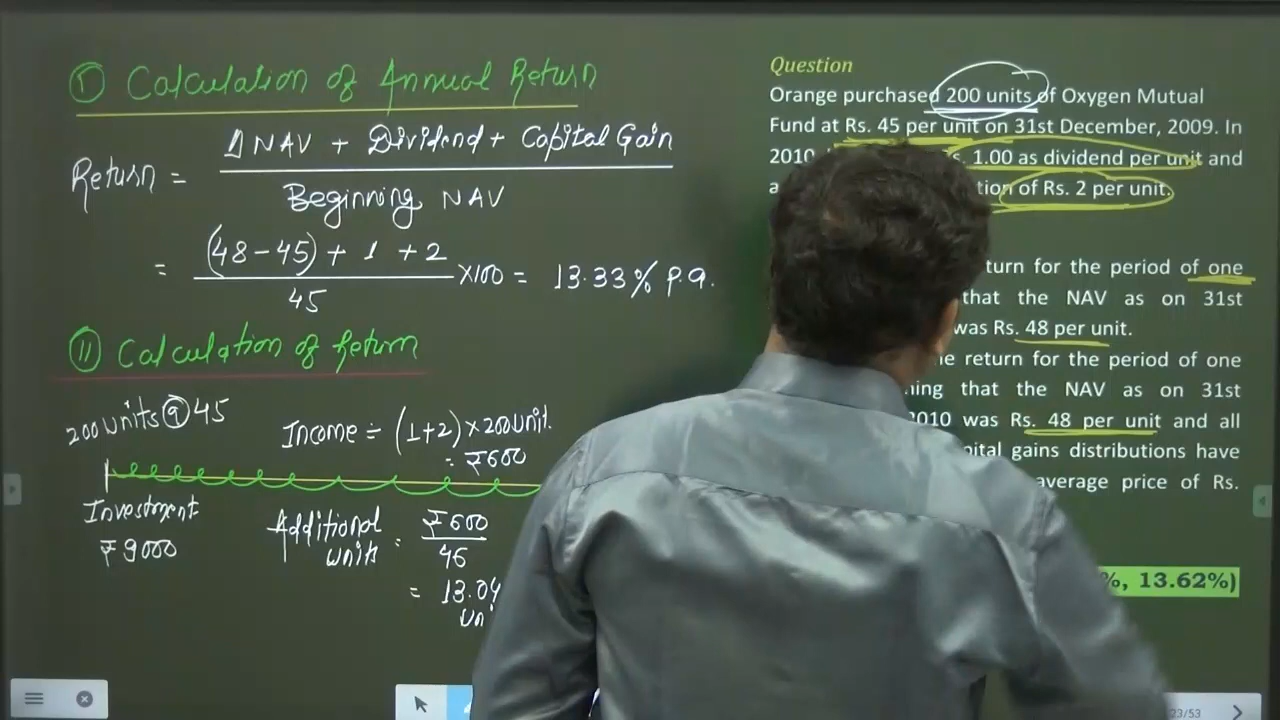 ① Calculation of Annual Return
Return = ΔNAV + Dividend + Capital Gain
Beginning NAV
= (48-45) + 1 + 2
45
×100 = 13.33% p.a.
② Calculation of Return
200 units @ 45
Income = (1+2) × 200 Unit.
= ₹600
Investment
₹9000
Additional units = ₹600
46
= 13.04
Question
Orange purchased 200 units of Oxygen Mutual
Fund at Rs. 45 per unit on 31st December, 2009. In
2010 1.00 as dividend per unit and
of Rs. 2 per unit.
for the period of one
that the NAV as on 31st
was Rs. 48 per unit.
return for the period of one
that the NAV as on 31st
was Rs. 48 per unit and all
gains distributions have
average price of Rs.
%, 13.62%)
23/53